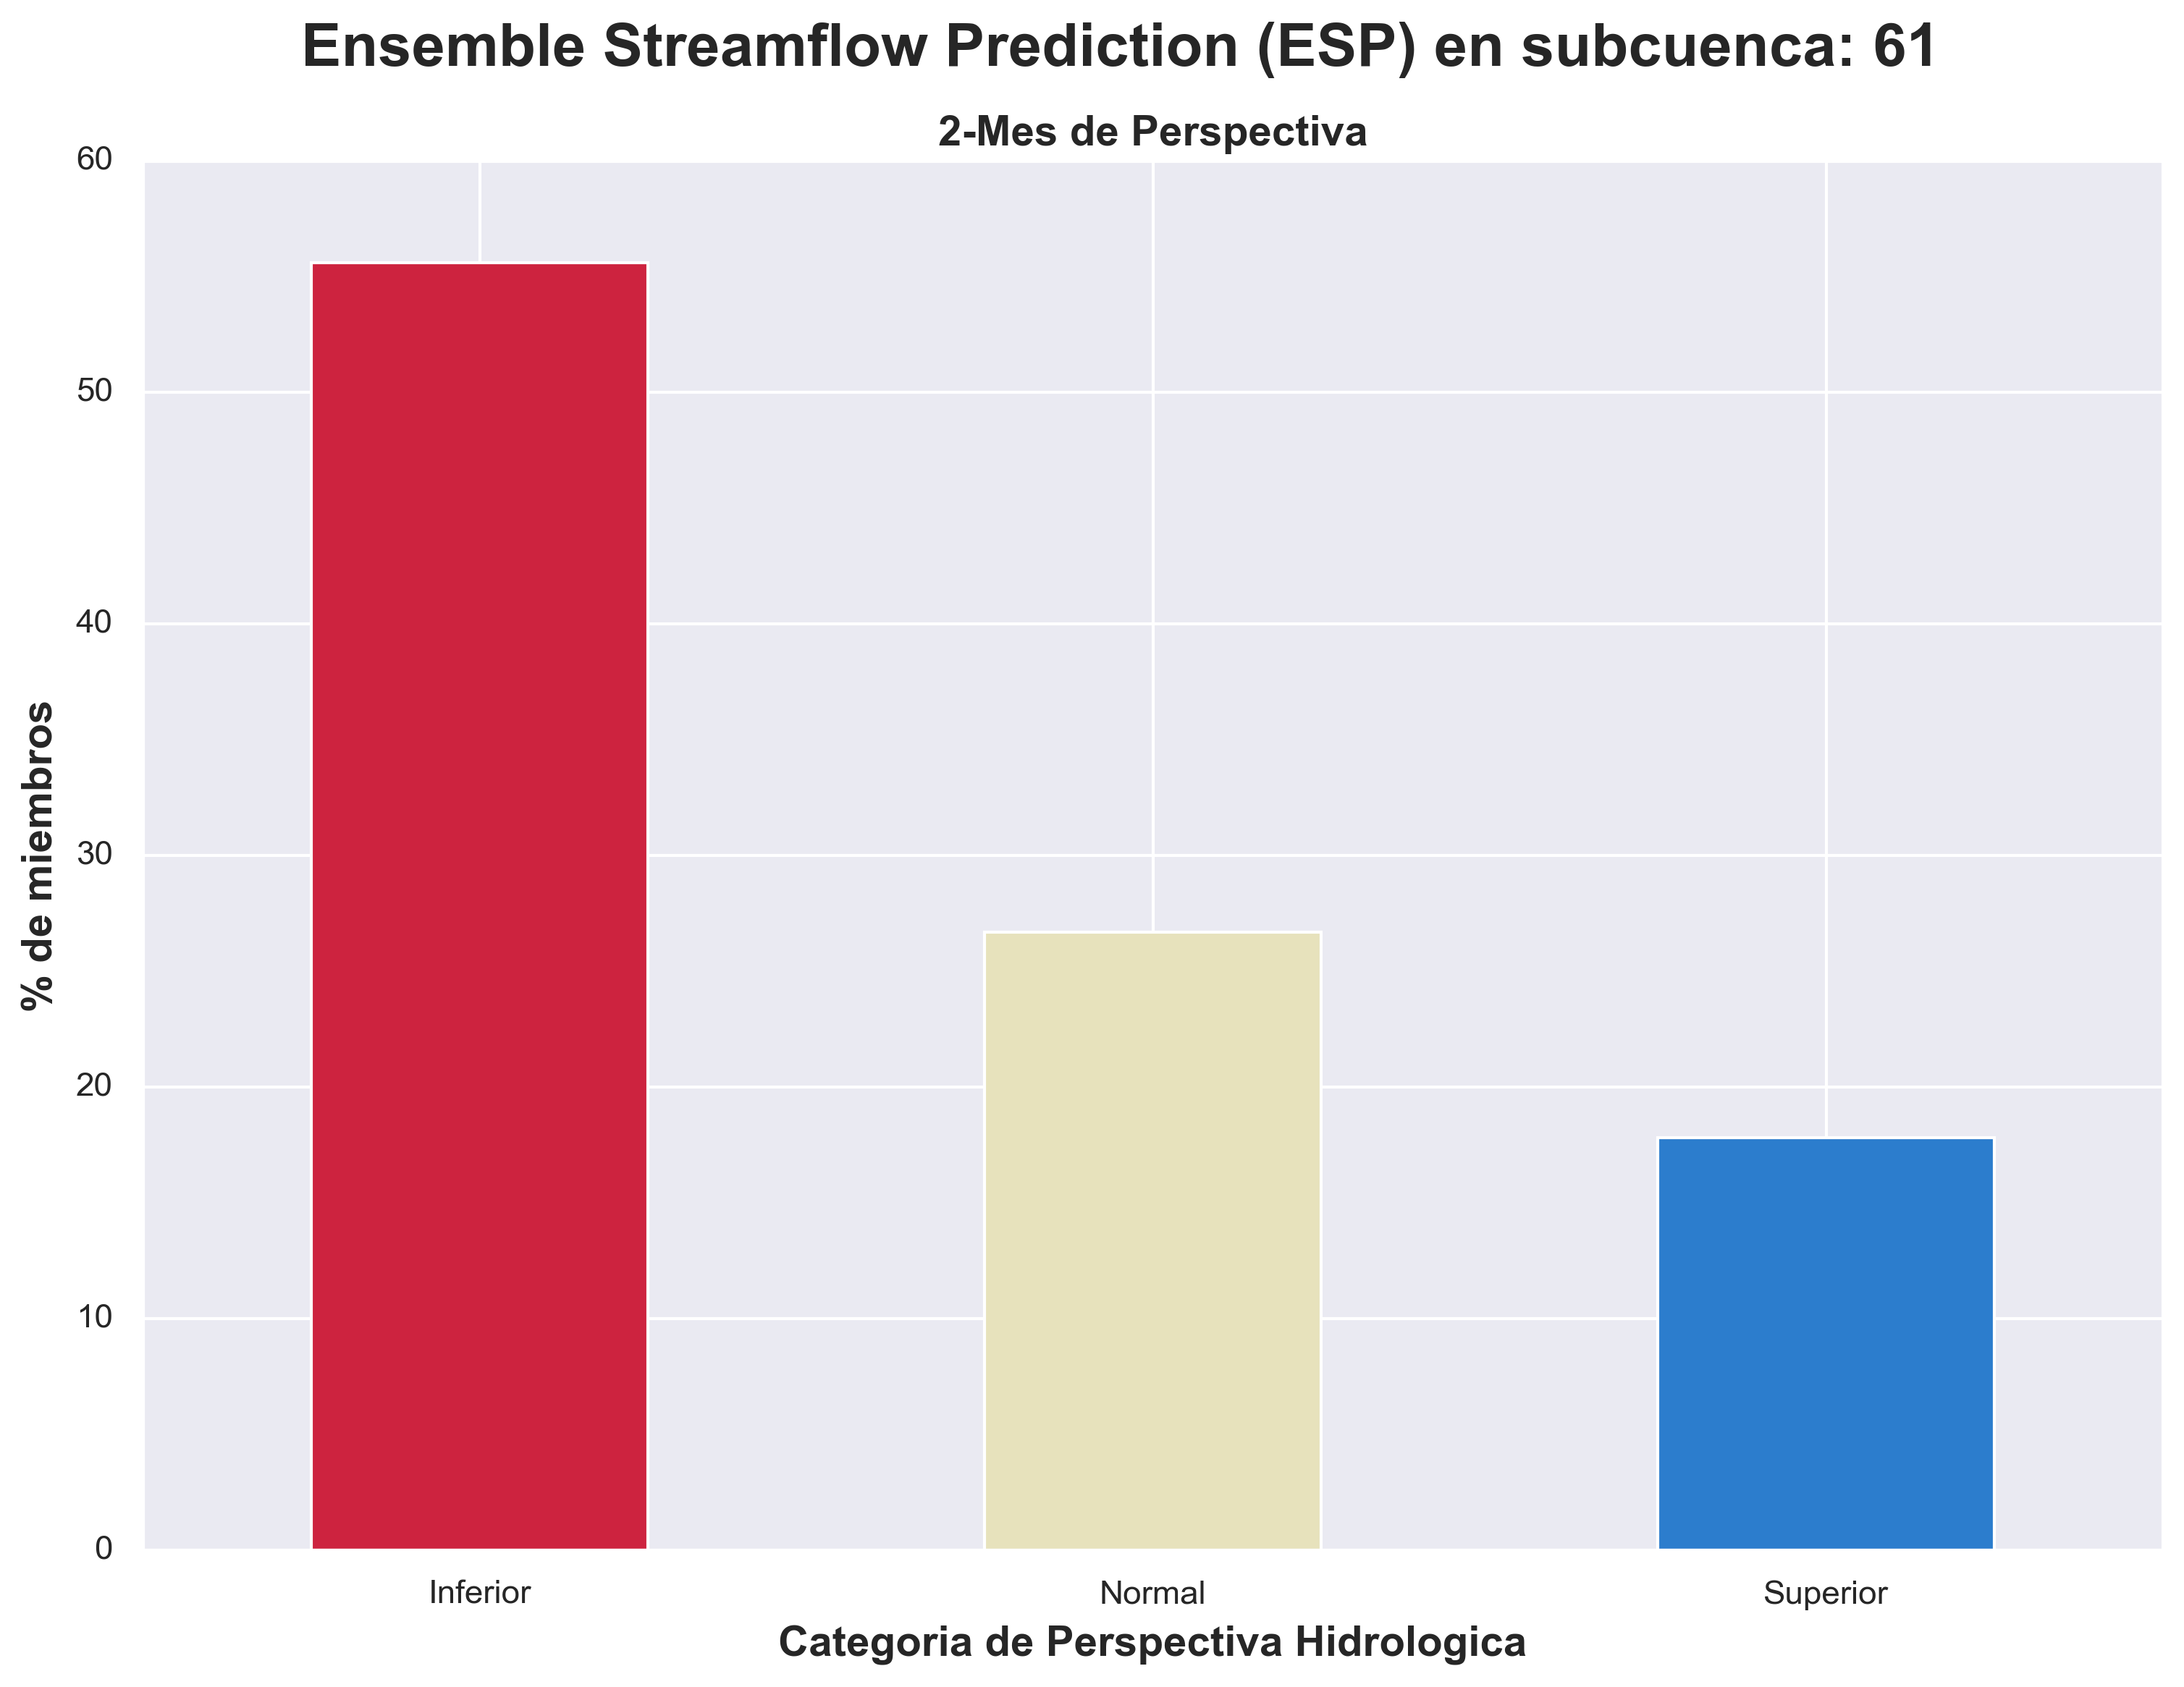 Ensemble Streamflow Prediction (ESP) en subcuenca: 61
2-Mes de Perspectiva
60
50
40
30
20
10
0
% de miembros
Inferior
Normal
Superior
Categoria de Perspectiva Hidrologica